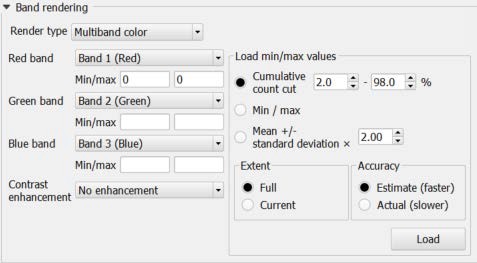 Band rendering
Render type Multiband color
Red band Band 1 (Red)
Min/max 0 0
Green band Band 2 (Green)
Min/max
Blue band Band 3 (Blue)
Min/max
Contrast enhancement No enhancement
Load min/max values
Cumulative
count cut 2.0 - 98.0 %
Min / max
Mean +/-
standard deviation × 2.00
Extent
Full
Current
Accuracy
Estimate (faster)
Actual (slower)
Load